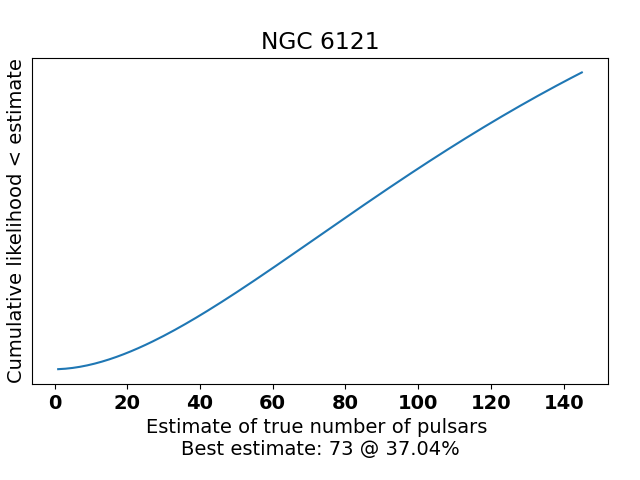 NGC 6121
Cumulative likelihood < estimate
0 20 40 60 80 100 120 140
Estimate of true number of pulsars
Best estimate: 73 @ 37.04%